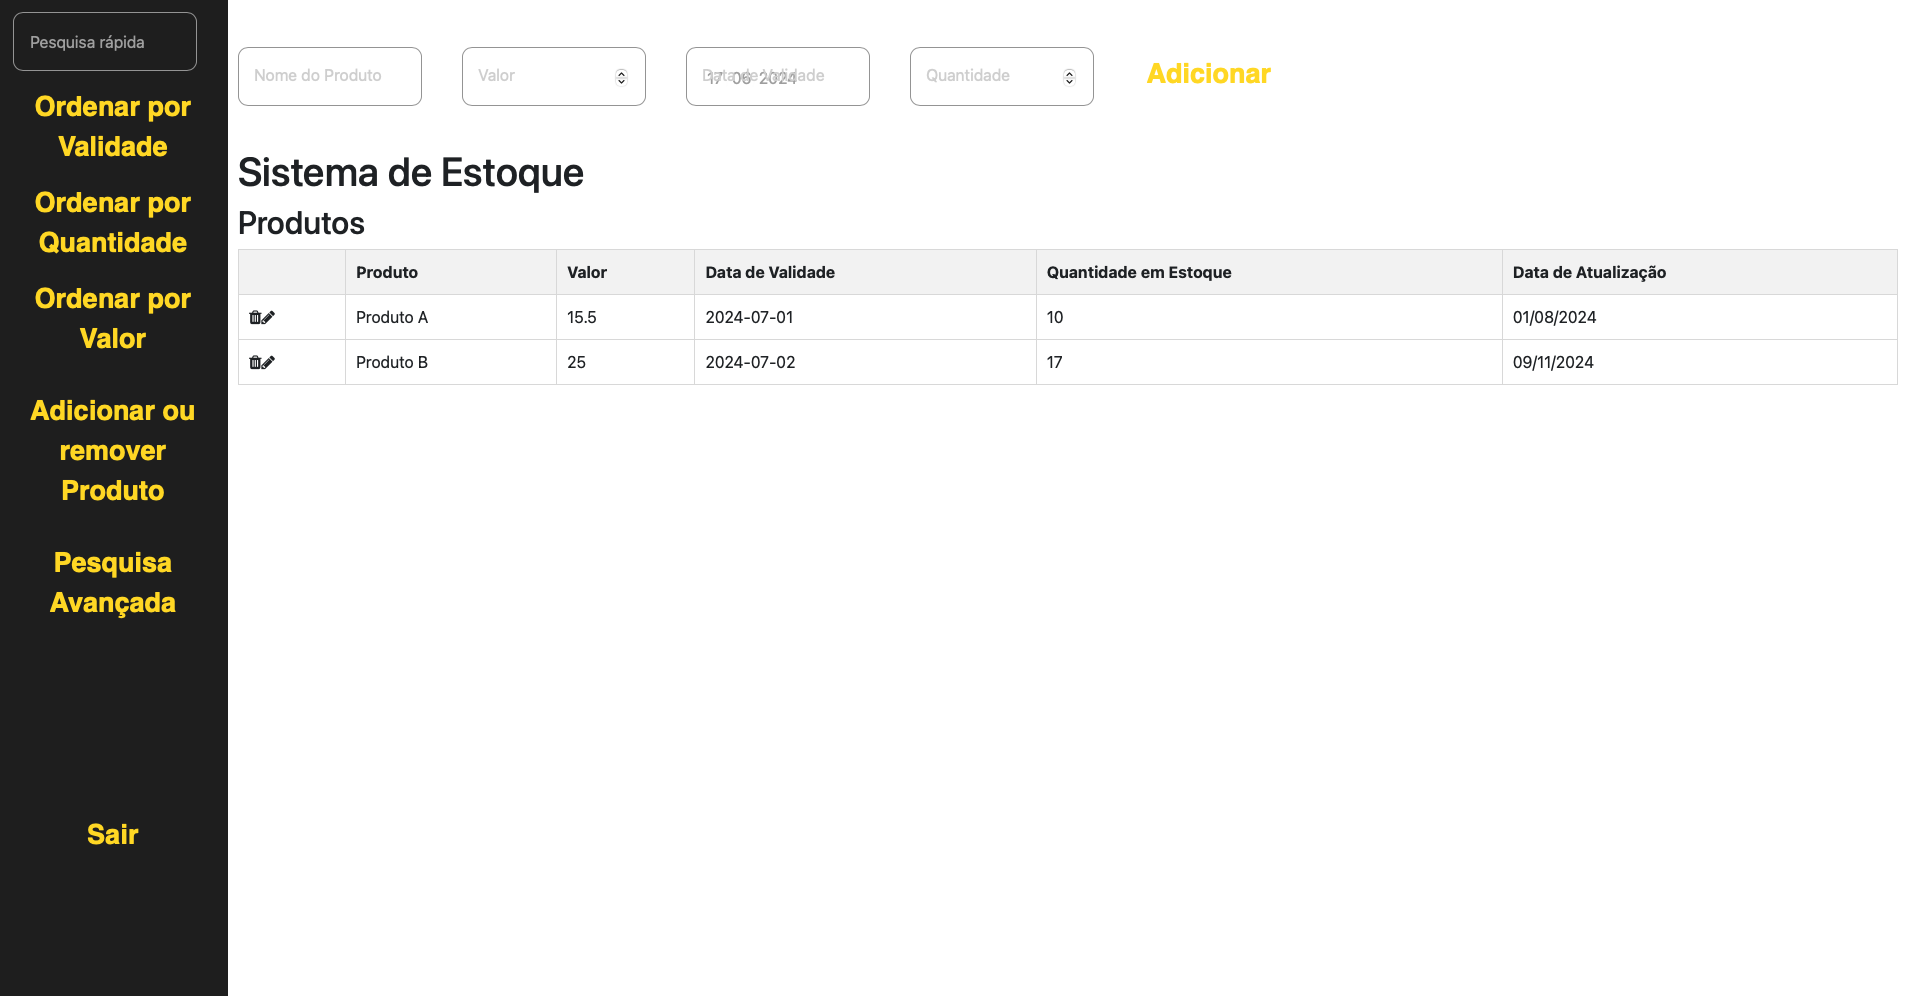 Pesquisa rápida
Ordenar por
Validade
Ordenar por
Quantidade
Ordenar por
Valor
Adicionar ou
remover
Produto
Pesquisa
Avançada
Sair
Nome do Produto
Valor
Data de Validade
17 06 2024
Quantidade
Adicionar
Sistema de Estoque
Produtos
Produto Valor Data de Validade Quantidade em Estoque Data de Atualização
Produto A 15.5 2024-07-01 10 01/08/2024
Produto B 25 2024-07-02 17 09/11/2024